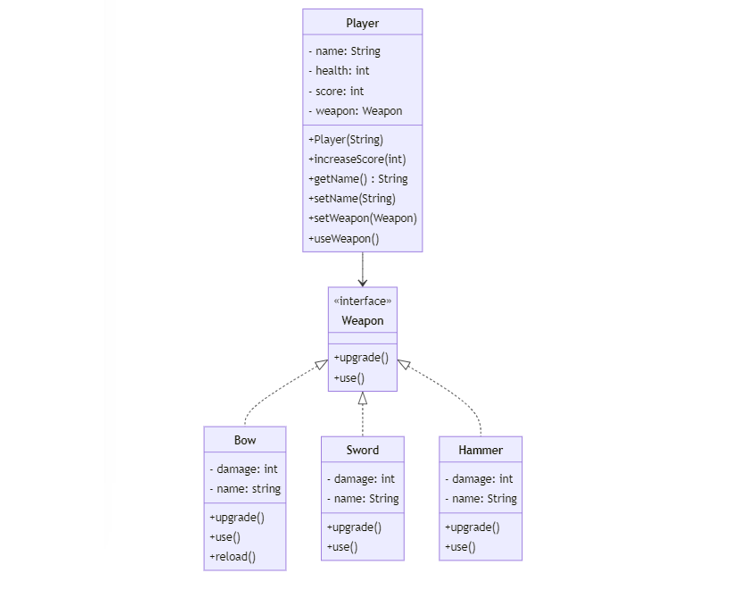 Player
- name: String
- health: int
- score: int
- weapon: Weapon
+Player(String)
+increaseScore(int)
+getName() : String
+setName(String)
+setWeapon(Weapon)
+useWeapon()
«interface»
Weapon
+upgrade()
+use()
Bow
- damage: int
- name: string
+upgrade()
+use()
+reload()
Sword
- damage: int
- name: String
+upgrade()
+use()
Hammer
- damage: int
- name: String
+upgrade()
+use()